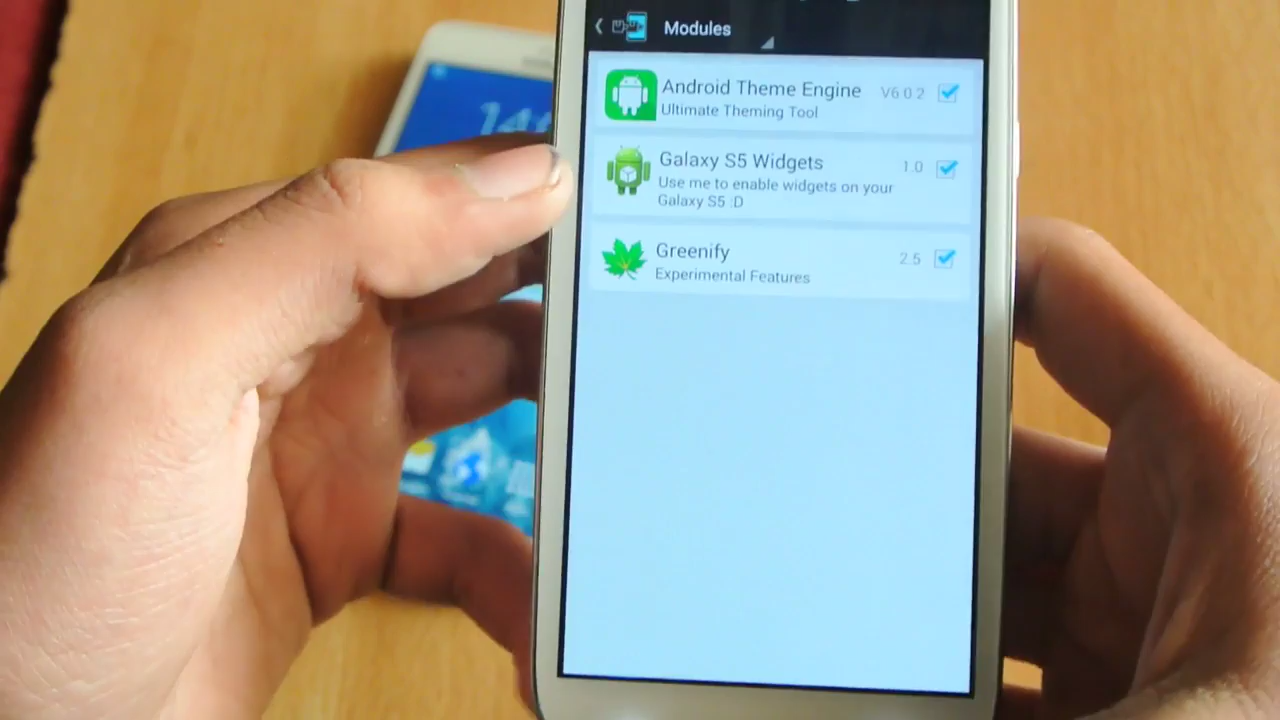 Modules
Android Theme Engine V6.0.2
Ultimate Theming Tool
Galaxy S5 Widgets 1.0
Use me to enable widgets on your
Galaxy S5 :D
Greenify 2.5
Experimental Features